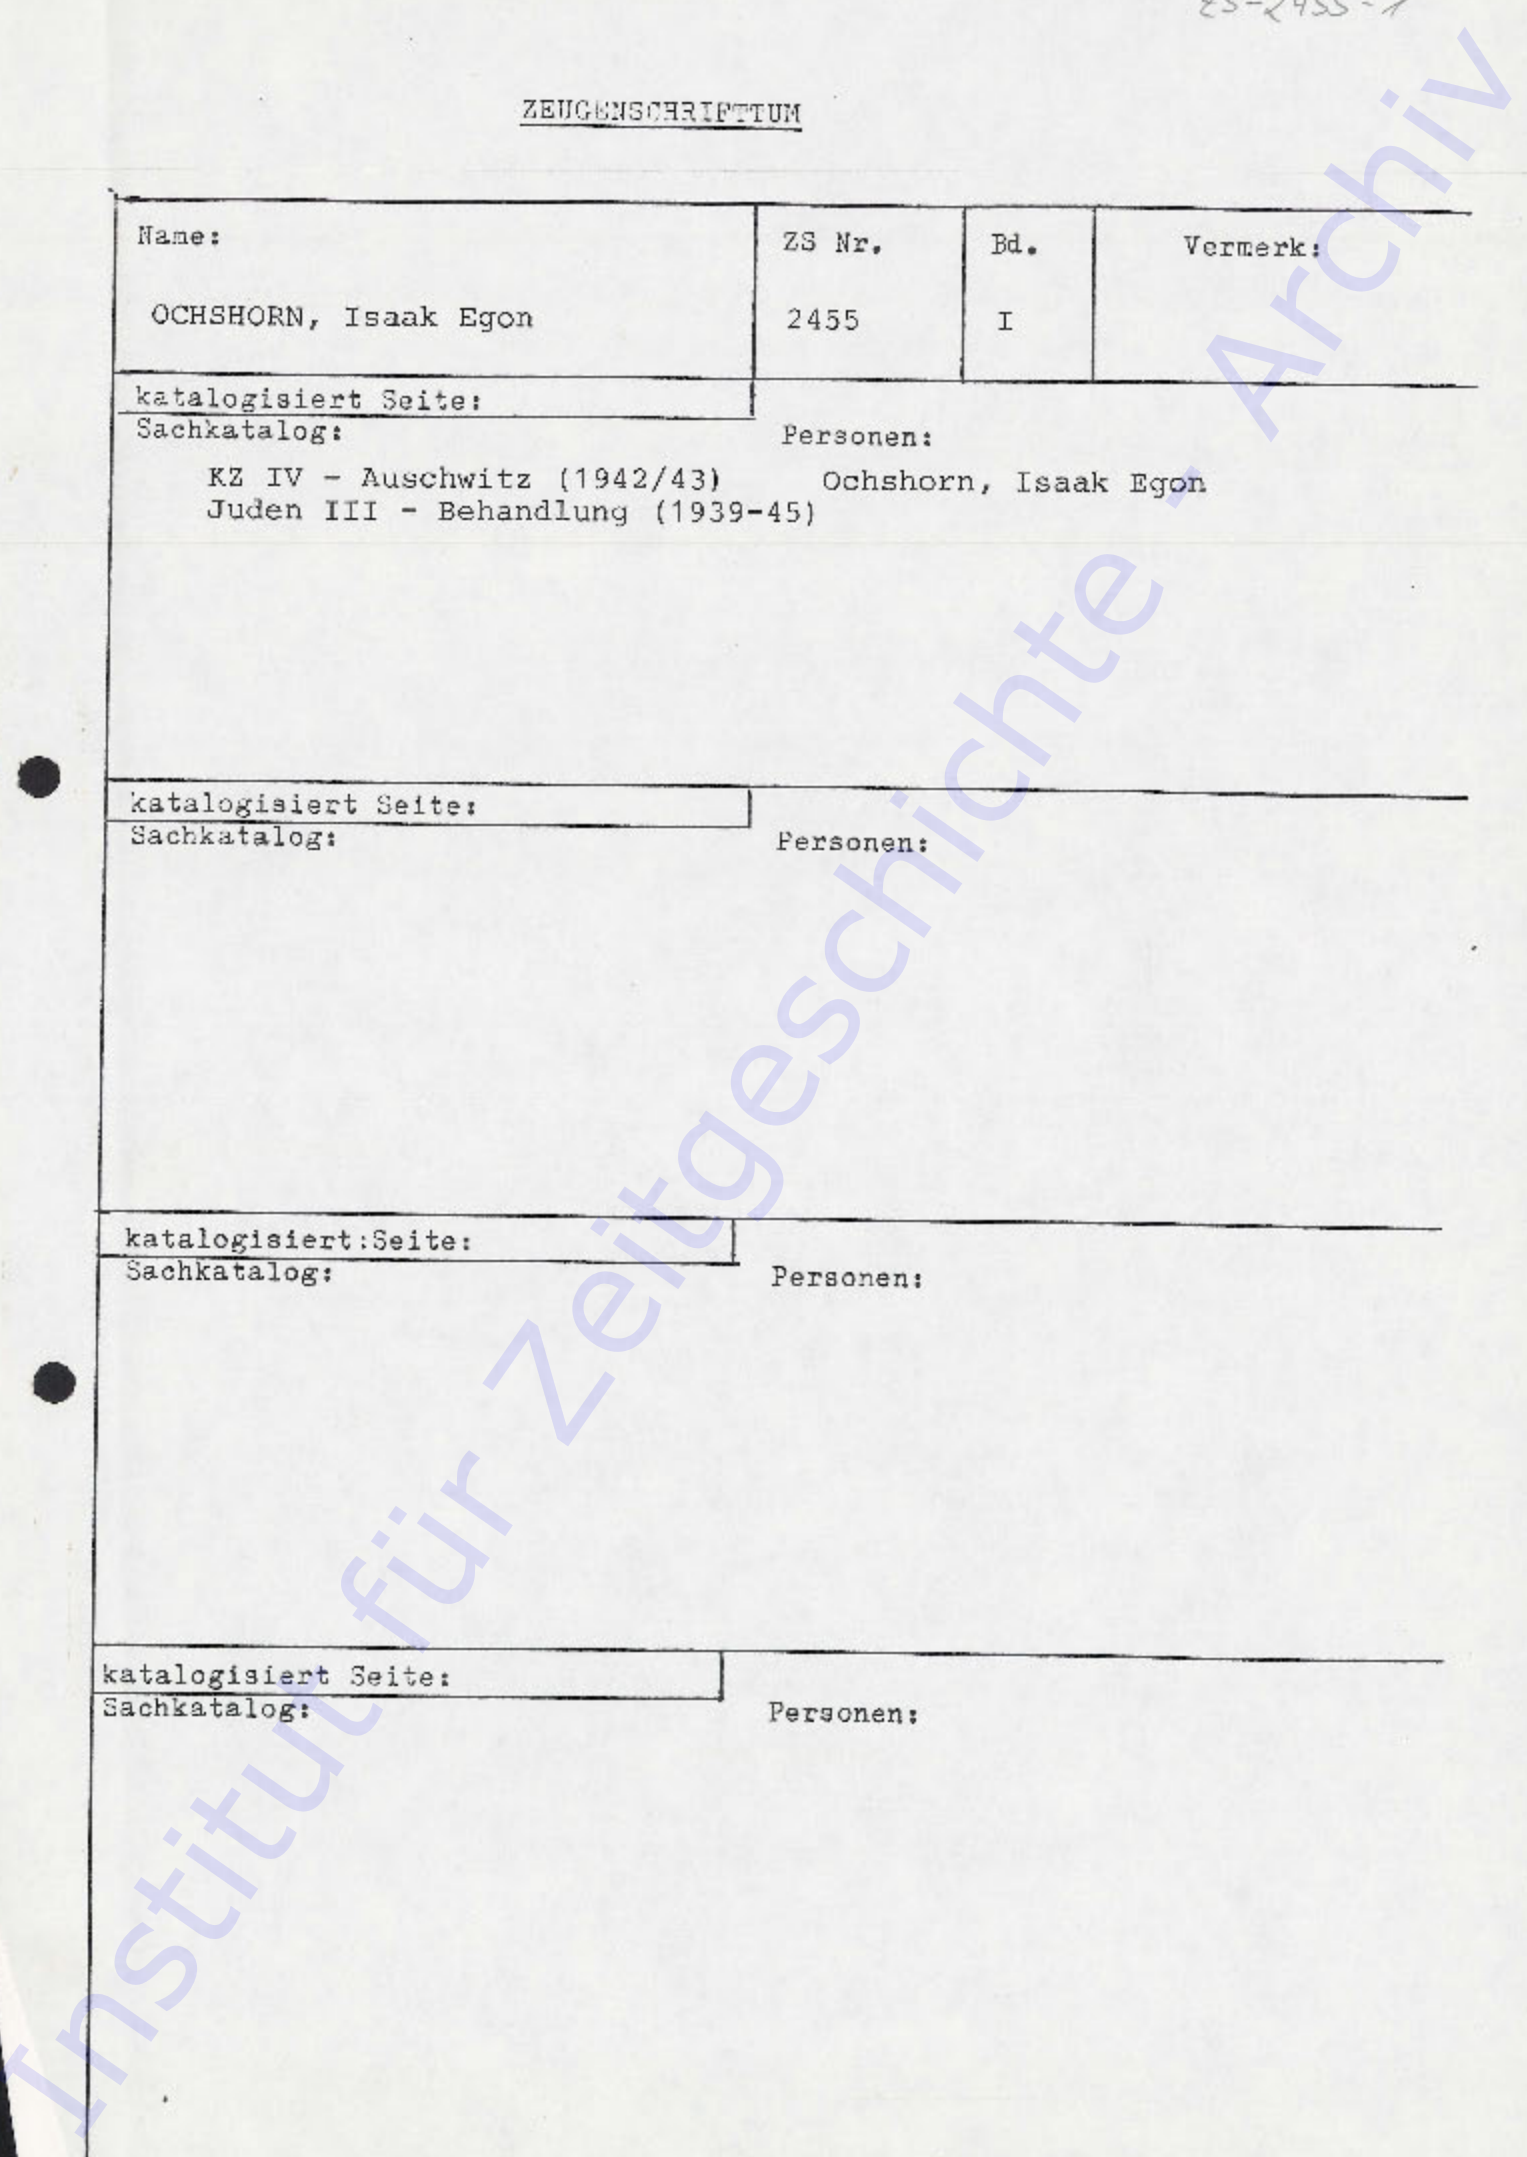 ZS-2455-1
ZEUGENSCHRIFTTUM
Name: ZS Nr. Bd. Vermerk:
OCHSHORN, Isaak Egon 2455 I
katalogisiert Seite:
Sachkatalog: Personen:
KZ IV - Auschwitz (1942/43) Ochshorn, Isaak Egon
Juden III - Behandlung (1939-45)
katalogisiert Seite:
Sachkatalog: Personen:
katalogisiert:Seite:
Sachkatalog: Personen:
katalogisiert Seite:
Sachkatalog: Personen:
Institut für Zeitgeschichte - Archiv